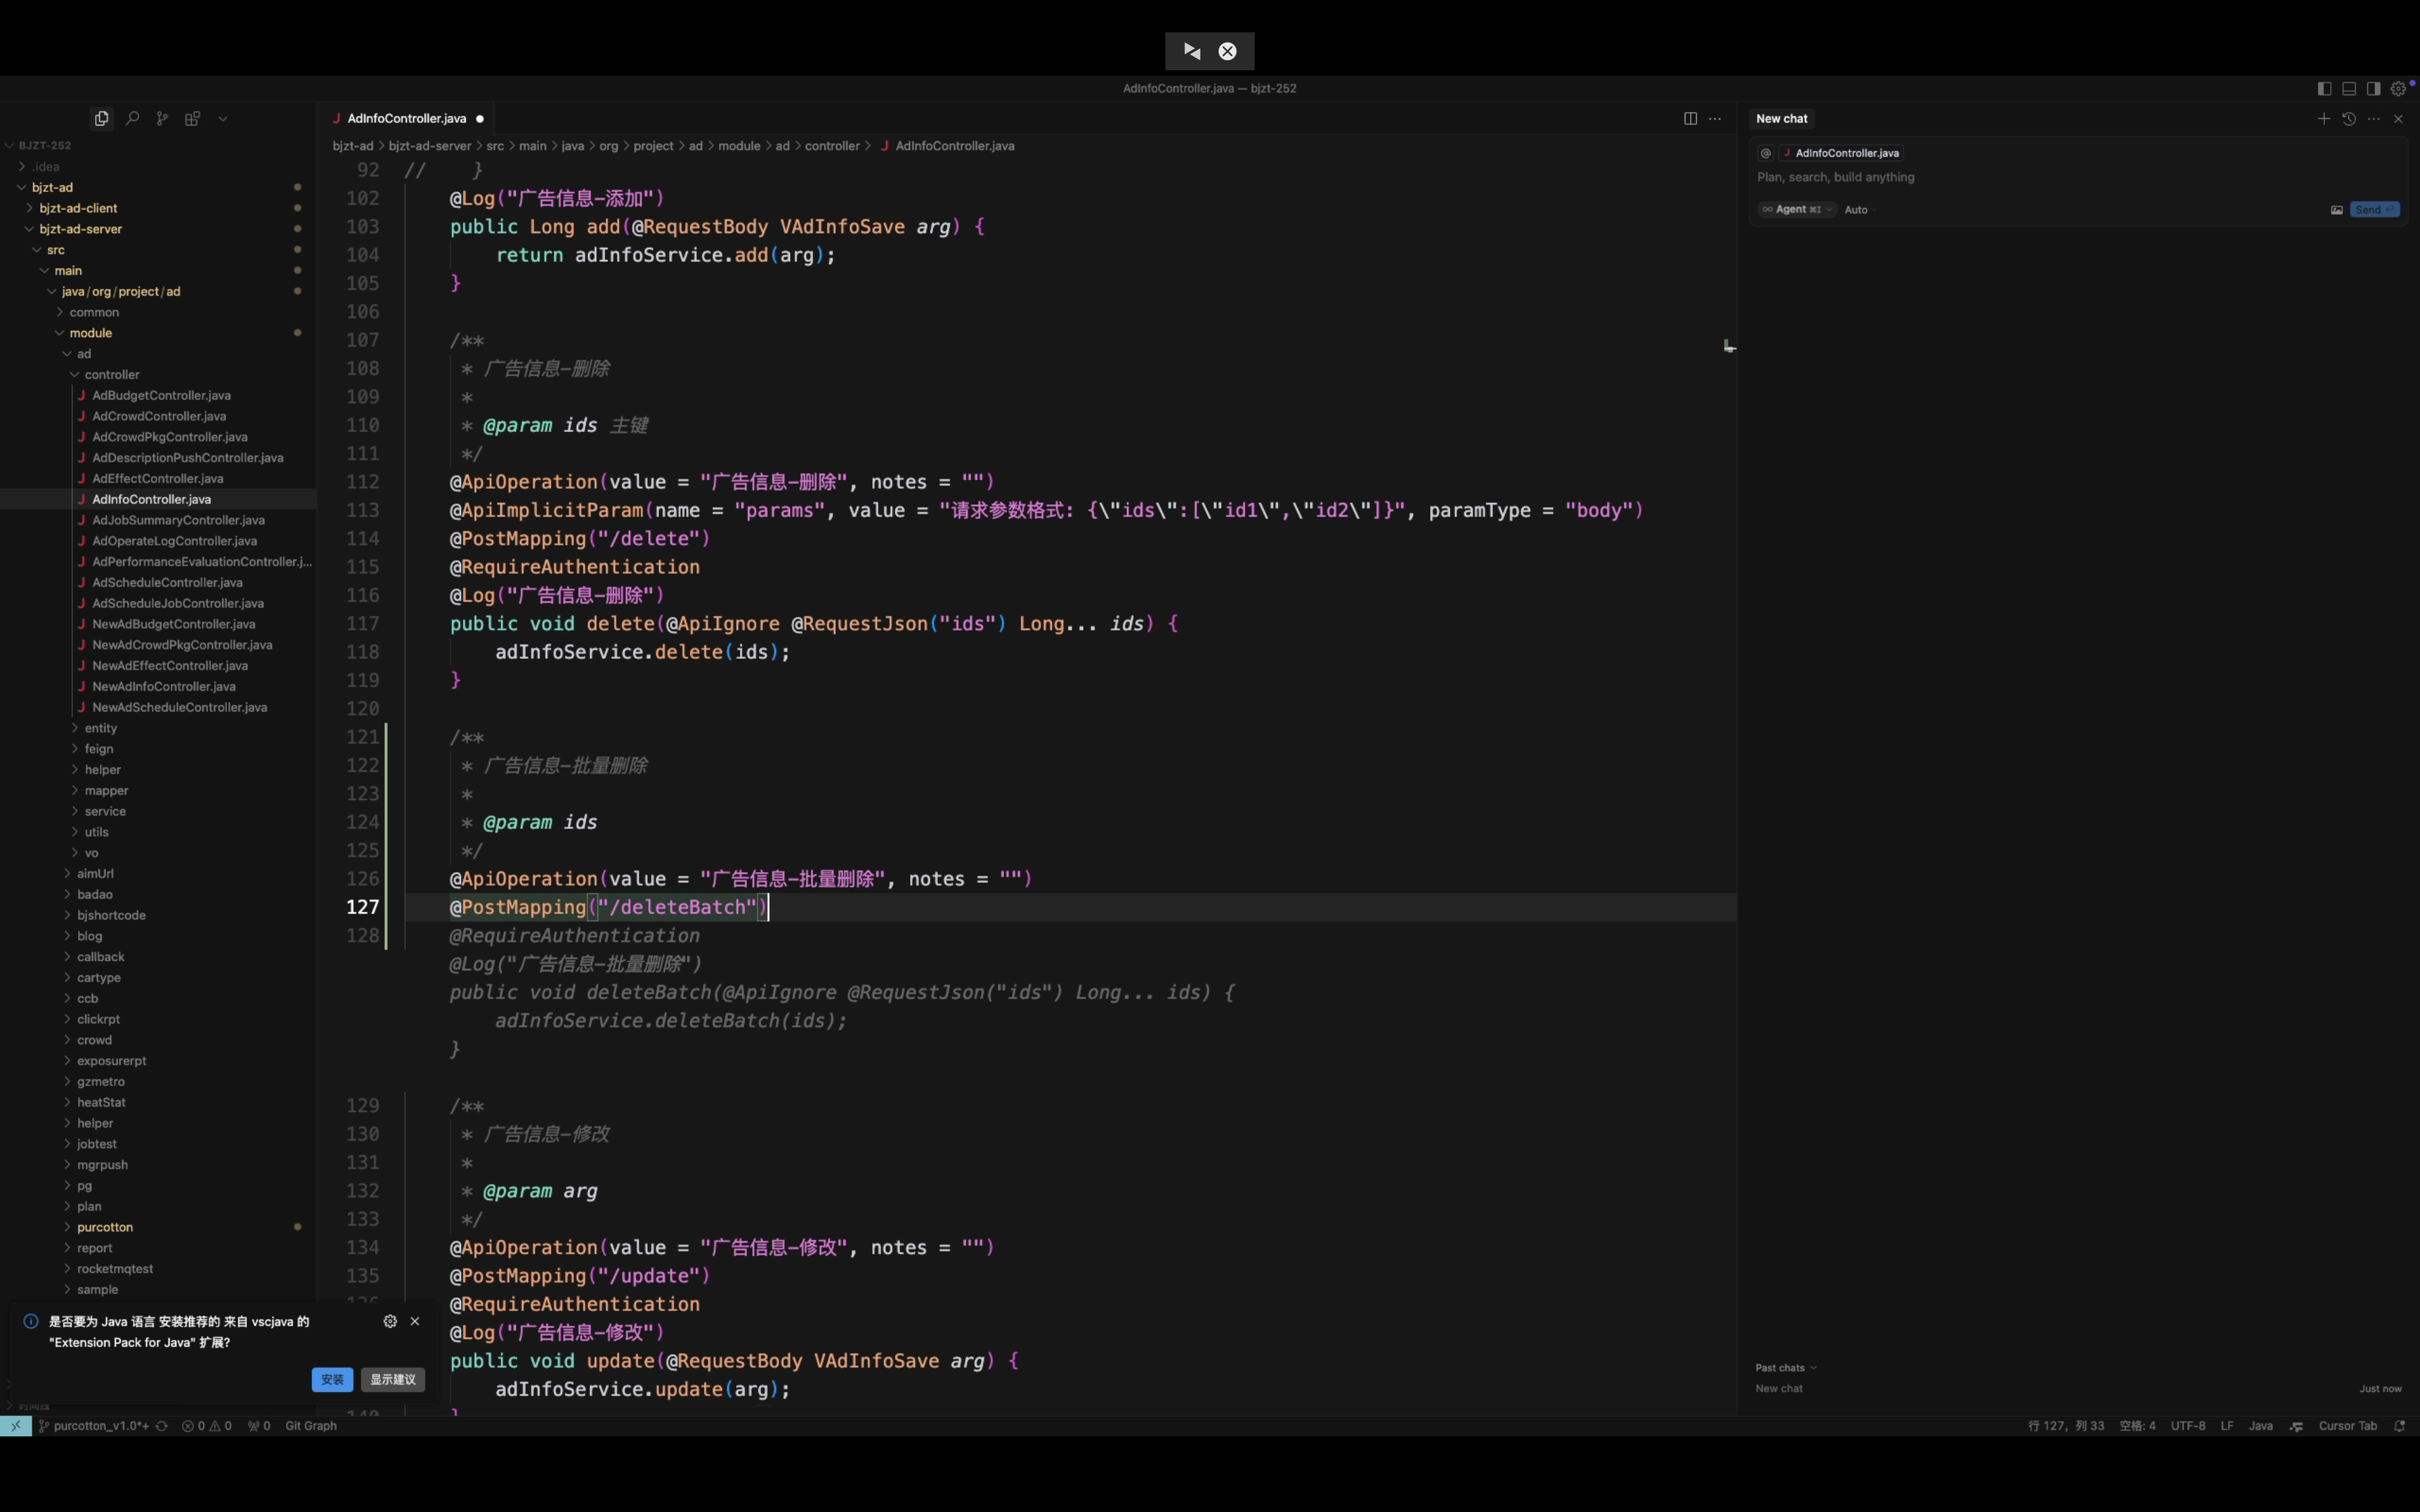 AdInfoController.java — bjzt-252
BJZT-252
.idea
bjzt-ad
bjzt-ad-client
bjzt-ad-server
src
main
java/org/project/ad
common
module
ad
controller
AdBudgetController.java
AdCrowdController.java
AdCrowdPkgController.java
AdDescriptionPushController.java
AdEffectController.java
AdInfoController.java
AdJobSummaryController.java
AdOperateLogController.java
AdPerformanceEvaluationController.j...
AdScheduleController.java
AdScheduleJobController.java
NewAdBudgetController.java
NewAdCrowdPkgController.java
NewAdEffectController.java
NewAdInfoController.java
NewAdScheduleController.java
entity
feign
helper
mapper
service
utils
vo
aimUrl
badao
bjshortcode
blog
callback
cartype
ccb
clickrpt
crowd
exposurerpt
gzmetro
heatStat
helper
jobtest
mgrpush
pg
plan
purcotton
report
rocketmqtest
sample
是否要为 Java 语言 安装推荐的 来自 vscjava 的
"Extension Pack for Java" 扩展?
安装 显示建议
AdInfoController.java
bjzt-ad > bjzt-ad-server > src > main > java > org > project > ad > module > ad > controller > AdInfoController.java
92 //    }
102 @Log("广告信息-添加")
103 public Long add(@RequestBody VAdInfoSave arg) {
104     return adInfoService.add(arg);
105 }
106
107 /**
108  * 广告信息-删除
109  *
110  * @param ids 主键
111  */
112 @ApiOperation(value = "广告信息-删除", notes = "")
113 @ApiImplicitParam(name = "params", value = "请求参数格式: {\"ids\":[\"id1\",\"id2\"]}", paramType = "body")
114 @PostMapping("/delete")
115 @RequireAuthentication
116 @Log("广告信息-删除")
117 public void delete(@ApiIgnore @RequestJson("ids") Long... ids) {
118     adInfoService.delete(ids);
119 }
120
121 /**
122  * 广告信息-批量删除
123  *
124  * @param ids
125  */
126 @ApiOperation(value = "广告信息-批量删除", notes = "")
127 @PostMapping("/deleteBatch")
128 @RequireAuthentication
@Log("广告信息-批量删除")
public void deleteBatch(@ApiIgnore @RequestJson("ids") Long... ids) {
    adInfoService.deleteBatch(ids);
}
129 /**
130  * 广告信息-修改
131  *
132  * @param arg
133  */
134 @ApiOperation(value = "广告信息-修改", notes = "")
135 @PostMapping("/update")
@RequireAuthentication
@Log("广告信息-修改")
public void update(@RequestBody VAdInfoSave arg) {
    adInfoService.update(arg);
}
New chat
@ AdInfoController.java
Plan, search, build anything
Agent ⌘I Auto Send
Past chats
New chat Just now
purcotton_v1.0*+ 0 0 0 Git Graph
行 127，列 33 空格: 4 UTF-8 LF Java Cursor Tab